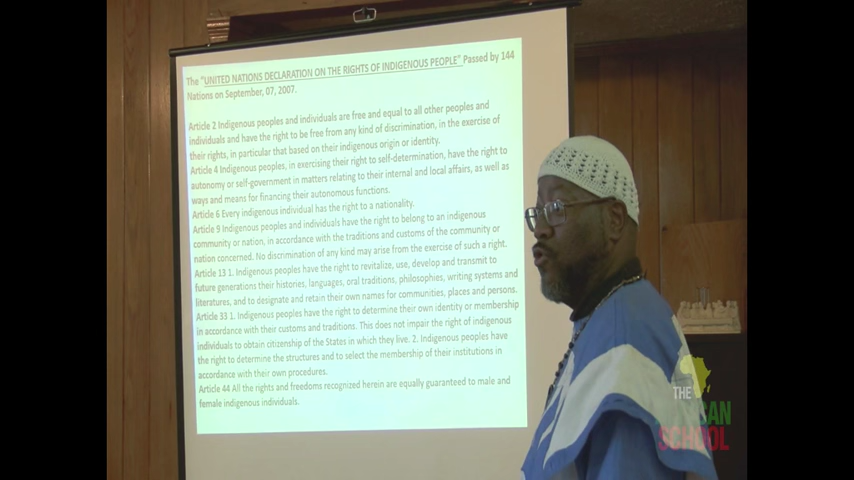 The "UNITED NATIONS DECLARATION ON THE RIGHTS OF INDIGENOUS PEOPLE" Passed by 144
Nations on September, 07, 2007.
Article 2 Indigenous peoples and individuals are free and equal to all other peoples and
individuals and have the right to be free from any kind of discrimination, in the exercise of
their rights, in particular that based on their indigenous origin or identity.
Article 4 Indigenous peoples, in exercising their right to self-determination, have the right to
autonomy or self-government in matters relating to their internal and local affairs, as well as
ways and means for financing their autonomous functions.
Article 6 Every indigenous individual has the right to a nationality.
Article 9 Indigenous peoples and individuals have the right to belong to an indigenous
community or nation, in accordance with the traditions and customs of the community or
nation concerned. No discrimination of any kind may arise from the exercise of such a right.
Article 13 1. Indigenous peoples have the right to revitalize, use, develop and transmit to
future generations their histories, languages, oral traditions, philosophies, writing systems and
literatures, and to designate and retain their own names for communities, places and persons.
Article 33 1. Indigenous peoples have the right to determine their own identity or membership
in accordance with their customs and traditions. This does not impair the right of indigenous
individuals to obtain citizenship of the States in which they live. 2. Indigenous peoples have
the right to determine the structures and to select the membership of their institutions in
accordance with their own procedures.
Article 44 All the rights and freedoms recognized herein are equally guaranteed to male and
female indigenous individuals.
THE
SCHOOL